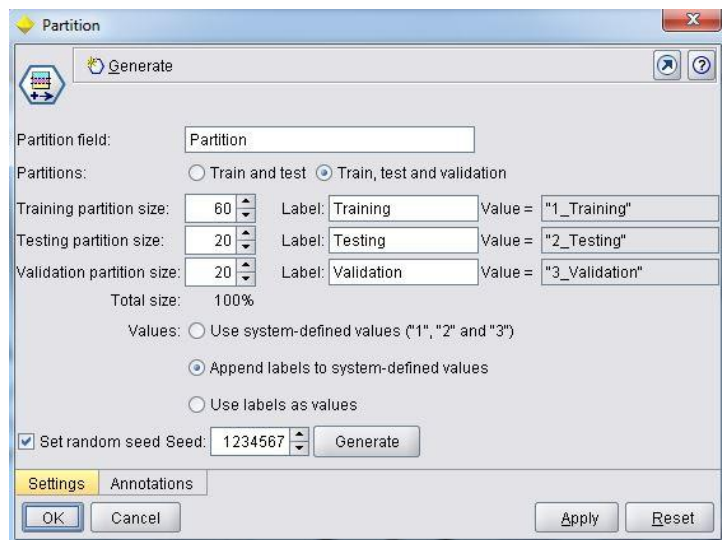 Partition
Generate
Partition field: Partition
Partitions: Train and test Train, test and validation
Training partition size: 60 Label: Training Value = "1_Training"
Testing partition size: 20 Label: Testing Value = "2_Testing"
Validation partition size: 20 Label: Validation Value = "3_Validation"
Total size: 100%
Values: Use system-defined values ("1", "2" and "3")
Append labels to system-defined values
Use labels as values
Set random seed Seed: 1234567 Generate
Settings Annotations
OK Cancel Apply Reset